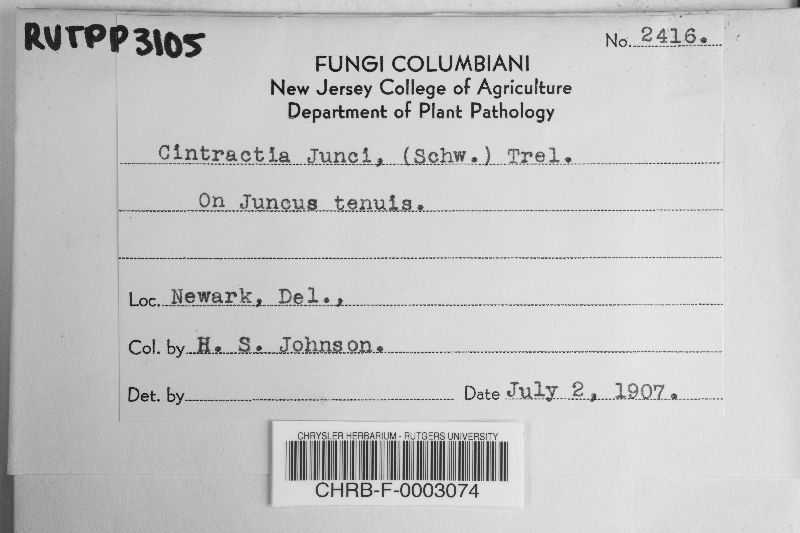 RUTPP3105
No. 2416.
FUNGI COLUMBIANI
New Jersey College of Agriculture
Department of Plant Pathology
Cintractia Junci, (Schw.) Trel.
On Juncus tenuis.
Loc. Newark, Del.,
Col. by H. S. Johnson.
Det. by Date July 2, 1907.
CHRYSLER HERBARIUM - RUTGERS UNIVERSITY
CHRB-F-0003074